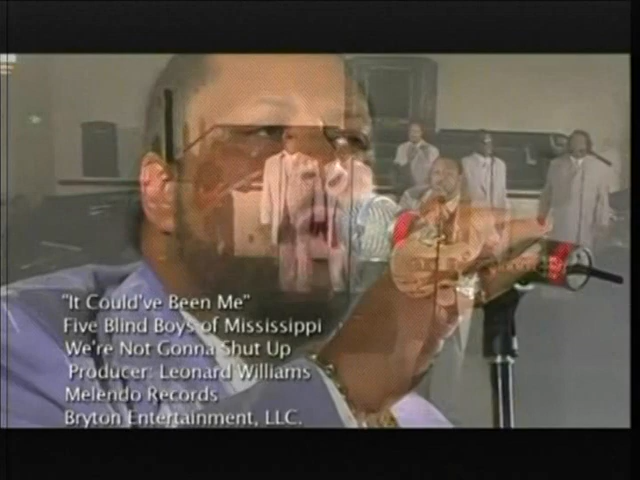 "It Could've Been Me"
Five Blind Boys of Mississippi
We're Not Gonna Shut Up
Producer: Leonard Williams
Melendo Records
Bryton Entertainment, LLC.